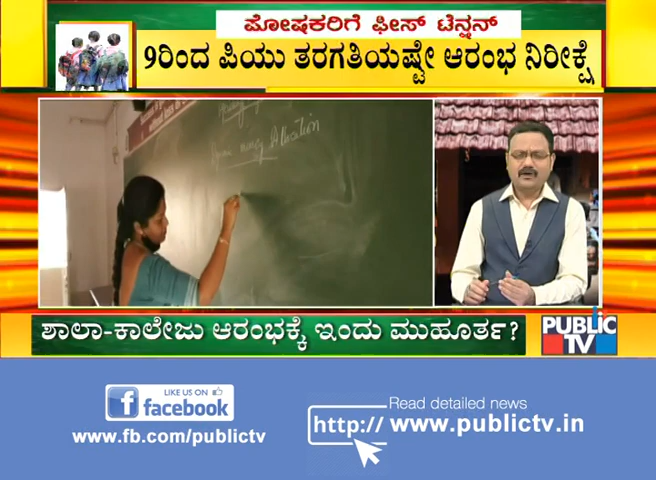 ಪೋಷಕರಿಗೆ ಫೀಸ್ ಟೆನ್ಷನ್
9ರಿಂದ ಪಿಯು ತರಗತಿಯಷ್ಟೇ ಆರಂಭ ನಿರೀಕ್ಷೆ
ಶಾಲಾ-ಕಾಲೇಜು ಆರಂಭಕ್ಕೆ ಇಂದು ಮುಹೂರ್ತ?
PUBLiC
TV
LIKE US ON
f facebook
www.fb.com/publictv
Read detailed news
http:// www.publictv.in